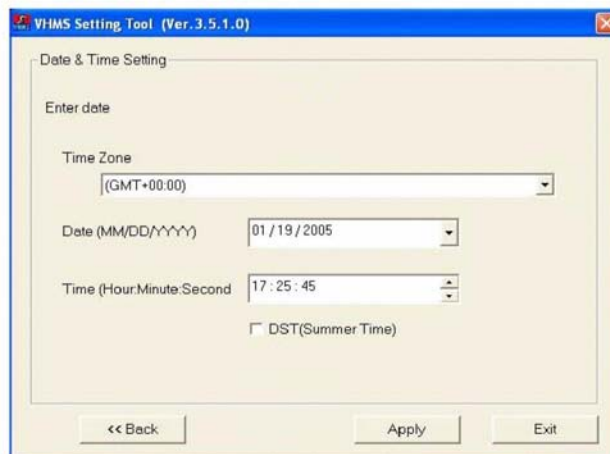 VHMS Setting Tool (Ver.3.5.1.0)
Date & Time Setting
Enter date
Time Zone
(GMT+00:00)
Date (MM/DD/YYYY)
01 / 19 / 2005
Time (Hour:Minute:Second
17 : 25 : 45
DST(Summer Time)
<< Back
Apply
Exit